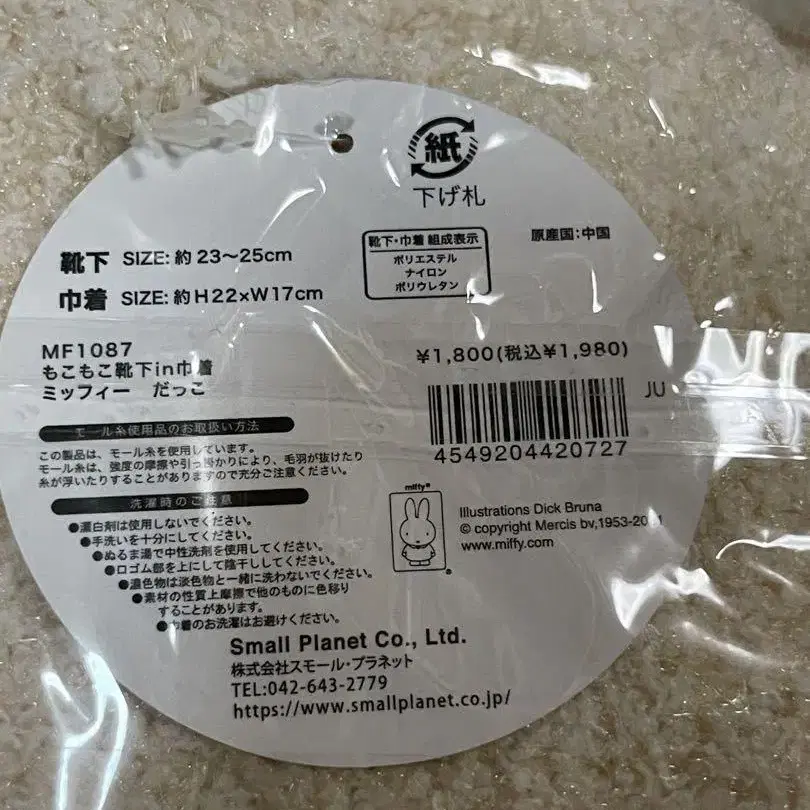 紙
下げ札
靴下 SIZE: 約 23～25cm
巾着 SIZE: 約 H22×W17cm
靴下・巾着 組成表示
ポリエステル
ナイロン
ポリウレタン
原産国:中国
MF1087
もこもこ靴下in巾着
ミッフィー だっこ
¥1,800(税込¥1,980)
JU
4549204420727
モール糸使用品のお取扱い方法
この製品は、モール糸を使用しています。
モール糸は、強度の摩擦や引っ掛かりにより、毛羽が抜けたり
糸が浮いたりすることがありますので充分ご注意ください。
洗濯時のご注意
●漂白剤は使用しないでください。
●手洗いを十分にしてください。
●ぬるま湯で中性洗剤を使用してください。
●口ゴム部を上にして陰干ししてください。
●濃色物は淡色物と一緒に洗わないでください。
●素材の性質上摩擦で他のものに色移り
することがあります。
●巾着のお洗濯はお避けください。
miffy®
®
Illustrations Dick Bruna
© copyright Mercis bv,1953-
www.miffy.com
Small Planet Co., Ltd.
株式会社スモール・プラネット
TEL:042-643-2779
https://www.smallplanet.co.jp/